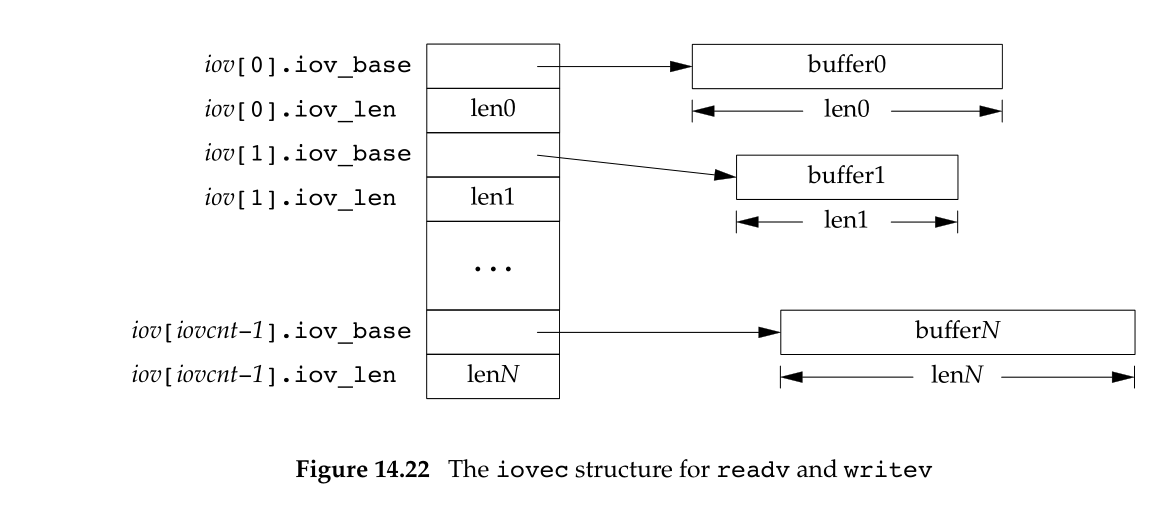 iov[0].iov_base buffer0
iov[0].iov_len len0 len0
iov[1].iov_base buffer1
iov[1].iov_len len1 len1
...
iov[iovcnt–1].iov_base bufferN
iov[iovcnt–1].iov_len lenN lenN
Figure 14.22 The iovec structure for readv and writev